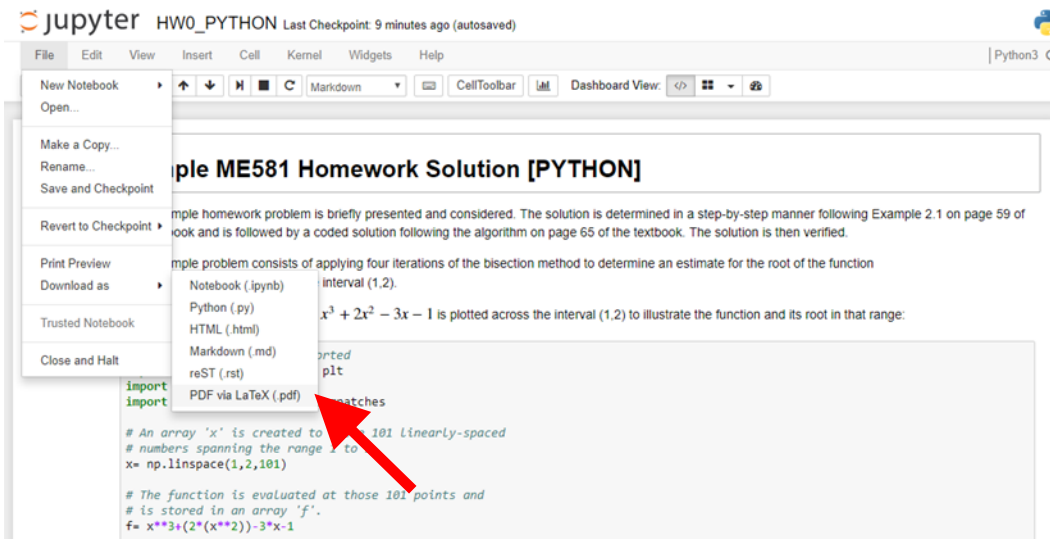 jupyter HW0_PYTHON Last Checkpoint: 9 minutes ago (autosaved)
File Edit View Insert Cell Kernel Widgets Help Python3
New Notebook
Open...
Make a Copy...
Rename...
Save and Checkpoint
Revert to Checkpoint
Print Preview
Download as
Trusted Notebook
Close and Halt
Notebook (.ipynb)
Python (.py)
HTML (.html)
Markdown (.md)
reST (.rst)
PDF via LaTeX (.pdf)
Markdown CellToolbar Dashboard View: </>
ple ME581 Homework Solution [PYTHON]
mple homework problem is briefly presented and considered. The solution is determined in a step-by-step manner following Example 2.1 on page 59 of
ook and is followed by a coded solution following the algorithm on page 65 of the textbook. The solution is then verified.
mple problem consists of applying four iterations of the bisection method to determine an estimate for the root of the function
interval (1,2).
x³ + 2x² − 3x − 1 is plotted across the interval (1,2) to illustrate the function and its root in that range:
orted
plt
import
import patches
# An array 'x' is created to 101 linearly-spaced
# numbers spanning the range to
x= np.linspace(1,2,101)
# The function is evaluated at those 101 points and
# is stored in an array 'f'.
f= x**3+(2*(x**2))-3*x-1